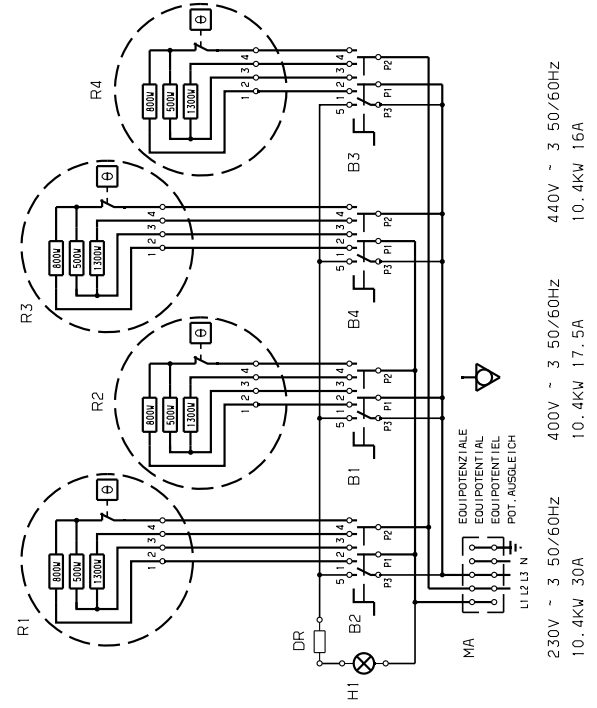 R1
800W
500W
1300W
θ
1 2 3 4
R2
800W
500W
1300W
θ
1 2 3 4
R3
800W
500W
1300W
θ
1 2 3 4
R4
800W
500W
1300W
θ
1 2 3 4
B2
5 1 2 3 4
P3 P1 P2
B1
5 1 2 3 4
P3 P1 P2
B4
5 1 2 3 4
P3 P1 P2
B3
5 1 2 3 4
P3 P1 P2
DR
H1
MA
L1 L2 L3 N
EQUIPOTENZIALE
EQUIPOTENTIAL
EQUIPOTENTIEL
POT.AUSGLEICH
230V ~ 3 50/60Hz
10.4KW 30A
400V ~ 3 50/60Hz
10.4KW 17.5A
440V ~ 3 50/60Hz
10.4KW 16A